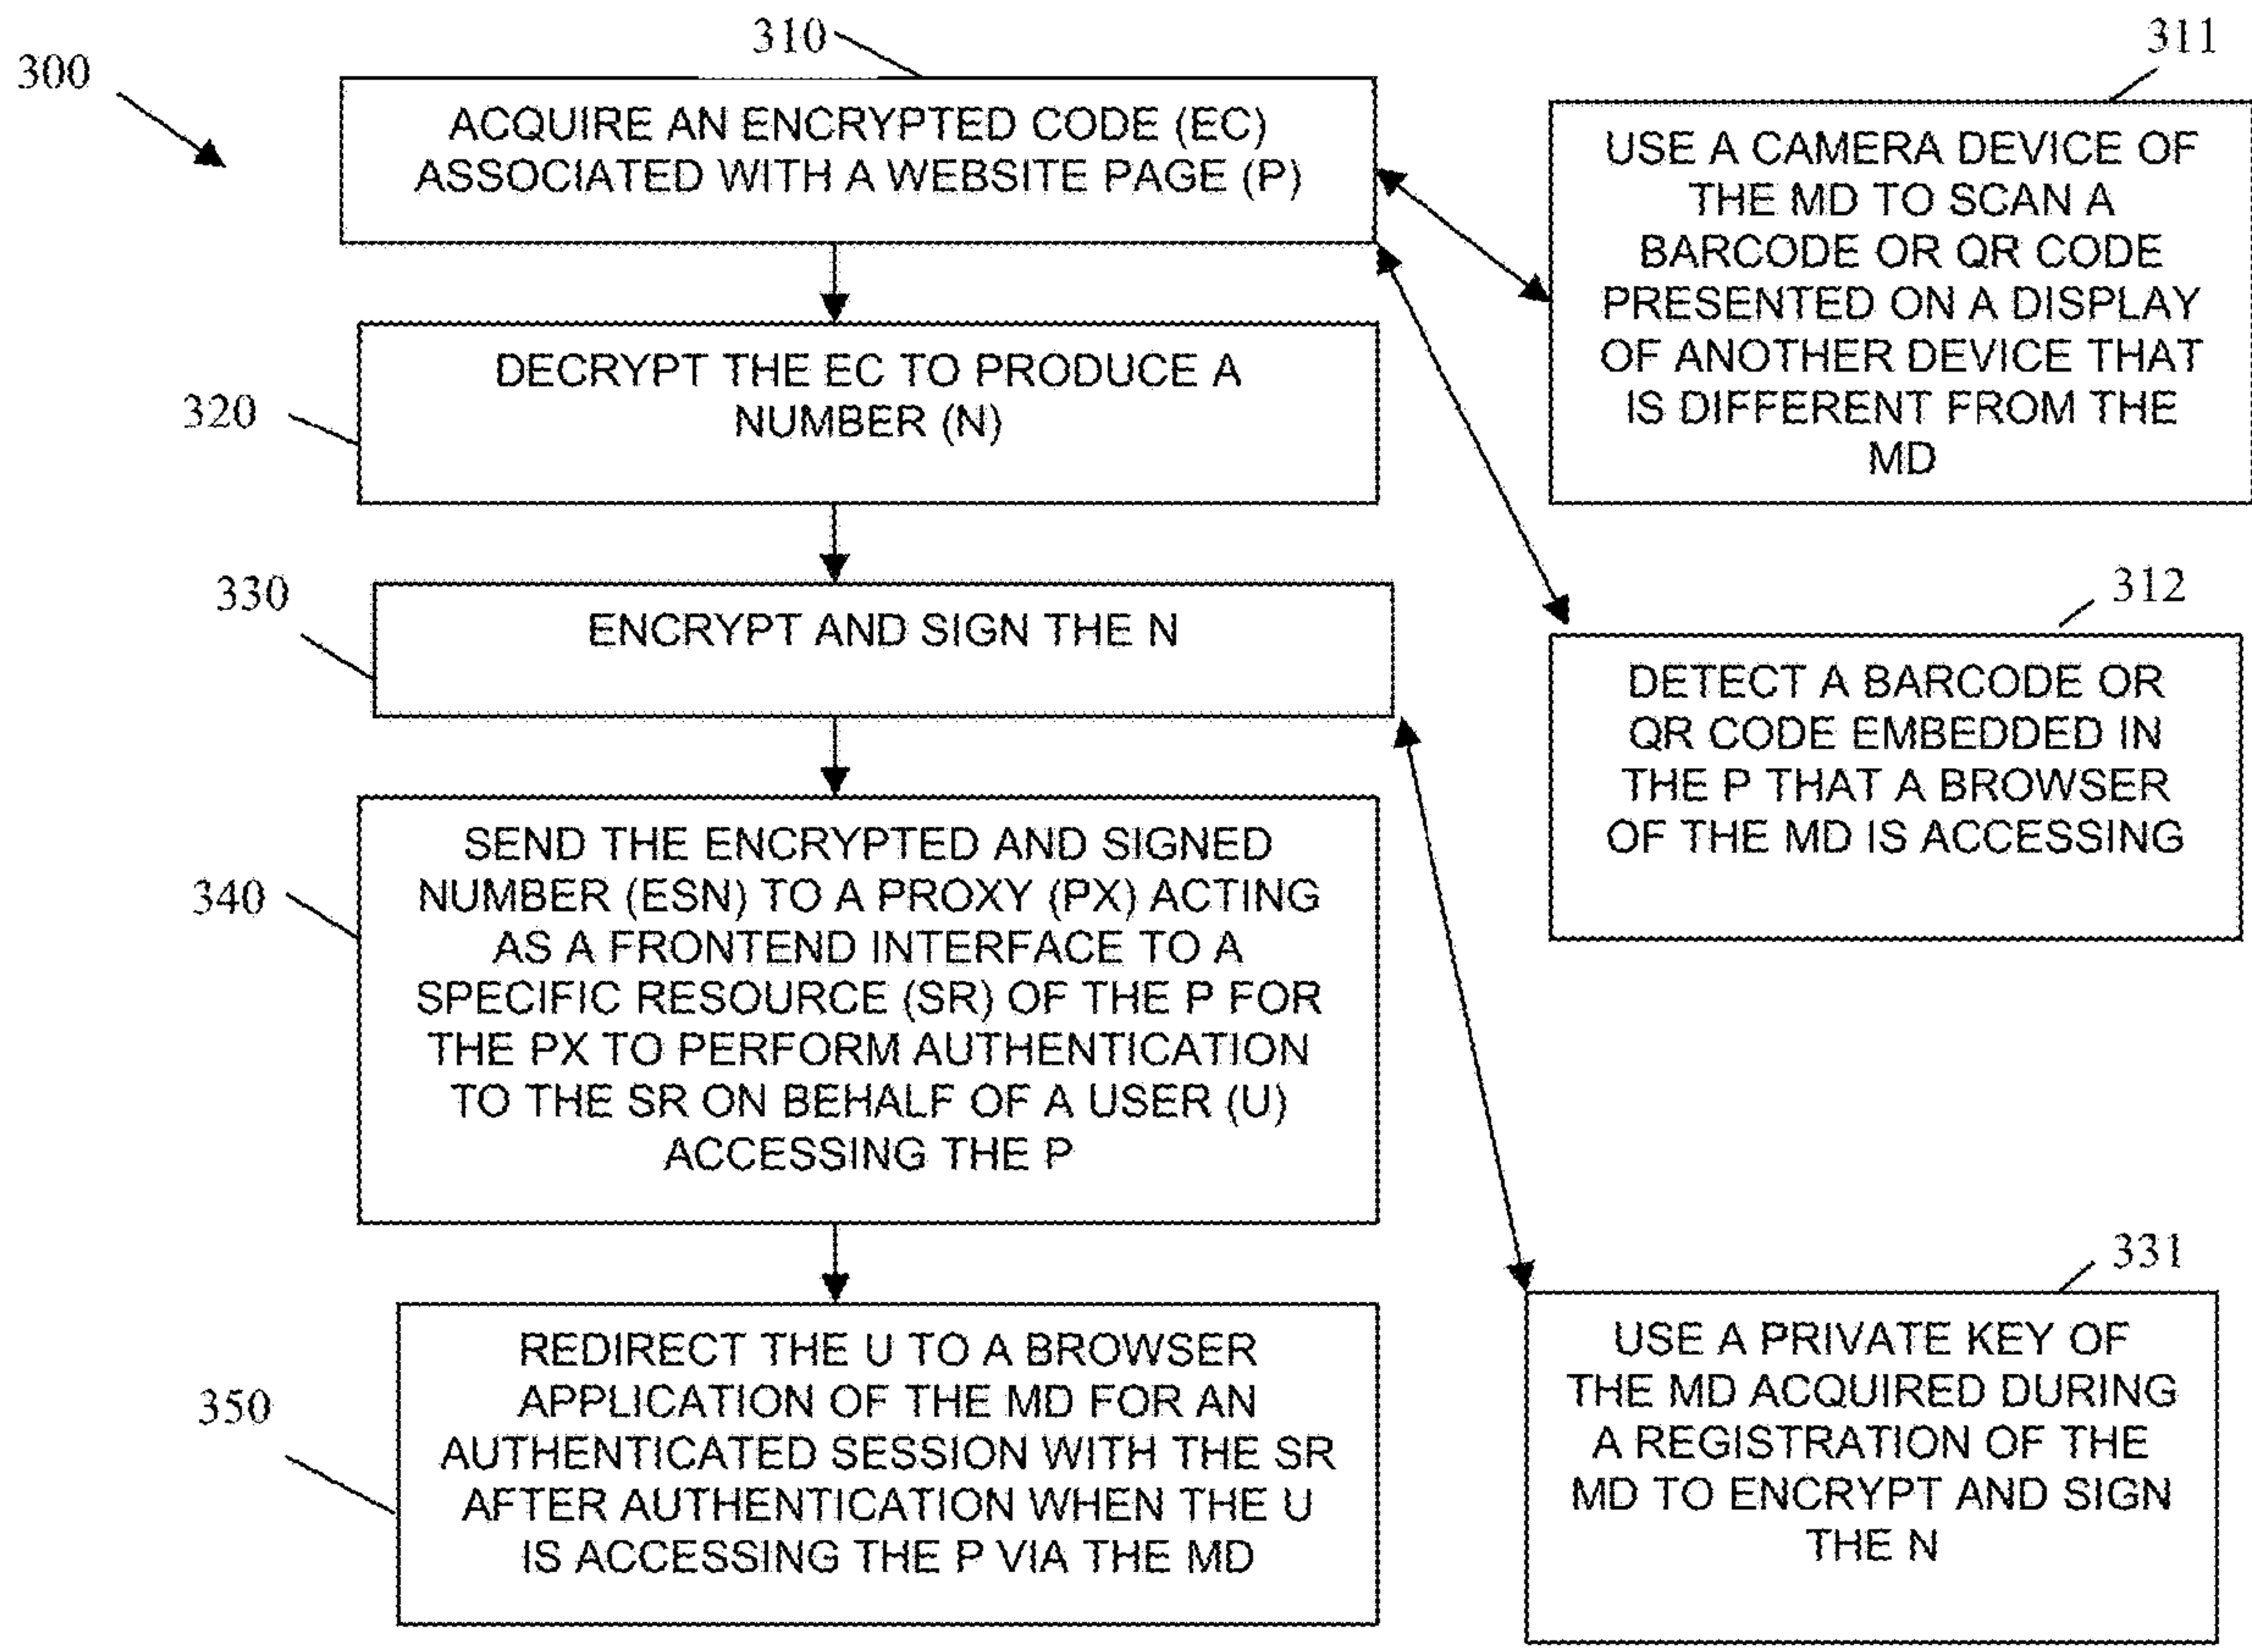 300
310
ACQUIRE AN ENCRYPTED CODE (EC)
ASSOCIATED WITH A WEBSITE PAGE (P)
311
USE A CAMERA DEVICE OF
THE MD TO SCAN A
BARCODE OR QR CODE
PRESENTED ON A DISPLAY
OF ANOTHER DEVICE THAT
IS DIFFERENT FROM THE
MD
320
DECRYPT THE EC TO PRODUCE A
NUMBER (N)
312
DETECT A BARCODE OR
QR CODE EMBEDDED IN
THE P THAT A BROWSER
OF THE MD IS ACCESSING
330
ENCRYPT AND SIGN THE N
340
SEND THE ENCRYPTED AND SIGNED
NUMBER (ESN) TO A PROXY (PX) ACTING
AS A FRONTEND INTERFACE TO A
SPECIFIC RESOURCE (SR) OF THE P FOR
THE PX TO PERFORM AUTHENTICATION
TO THE SR ON BEHALF OF A USER (U)
ACCESSING THE P
331
USE A PRIVATE KEY OF
THE MD ACQUIRED DURING
A REGISTRATION OF THE
MD TO ENCRYPT AND SIGN
THE N
350
REDIRECT THE U TO A BROWSER
APPLICATION OF THE MD FOR AN
AUTHENTICATED SESSION WITH THE SR
AFTER AUTHENTICATION WHEN THE U
IS ACCESSING THE P VIA THE MD